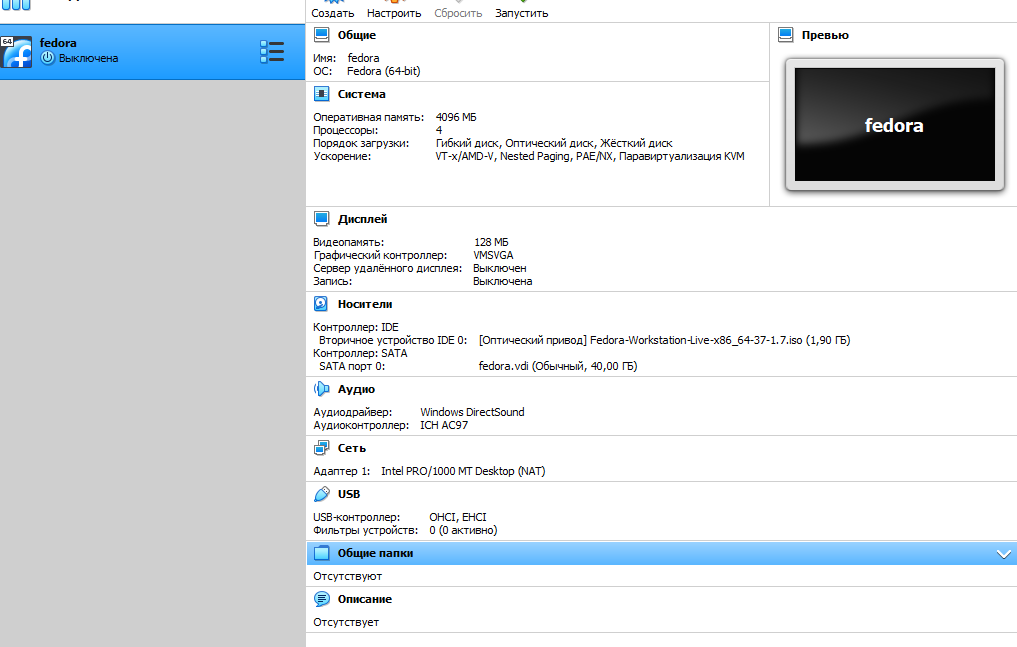 Создать Настроить Сбросить Запустить
64
fedora
Выключена
Общие
Имя: fedora
ОС: Fedora (64-bit)
Превью
fedora
Система
Оперативная память: 4096 МБ
Процессоры: 4
Порядок загрузки: Гибкий диск, Оптический диск, Жёсткий диск
Ускорение: VT-x/AMD-V, Nested Paging, PAE/NX, Паравиртуализация KVM
Дисплей
Видеопамять: 128 МБ
Графический контроллер: VMSVGA
Сервер удалённого дисплея: Выключен
Запись: Выключена
Носители
Контроллер: IDE
Вторичное устройство IDE 0: [Оптический привод] Fedora-Workstation-Live-x86_64-37-1.7.iso (1,90 ГБ)
Контроллер: SATA
SATA порт 0: fedora.vdi (Обычный, 40,00 ГБ)
Аудио
Аудиодрайвер: Windows DirectSound
Аудиоконтроллер: ICH AC97
Сеть
Адаптер 1: Intel PRO/1000 MT Desktop (NAT)
USB
USB-контроллер: OHCI, EHCI
Фильтры устройств: 0 (0 активно)
Общие папки
Отсутствуют
Описание
Отсутствует